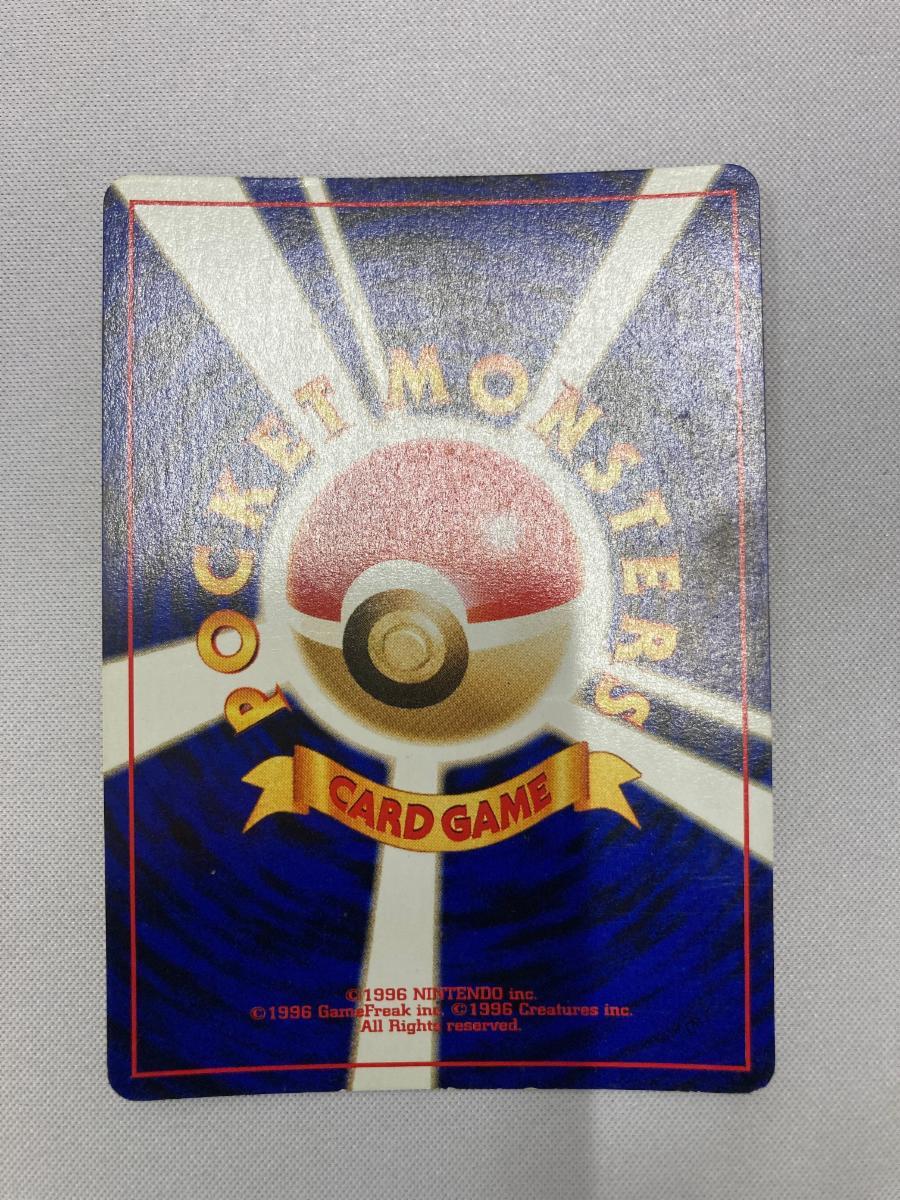 POCKET MONSTERS
CARD GAME
©1996 NINTENDO inc.
©1996 GameFreak inc. ©1996 Creatures inc.
All Rights reserved.